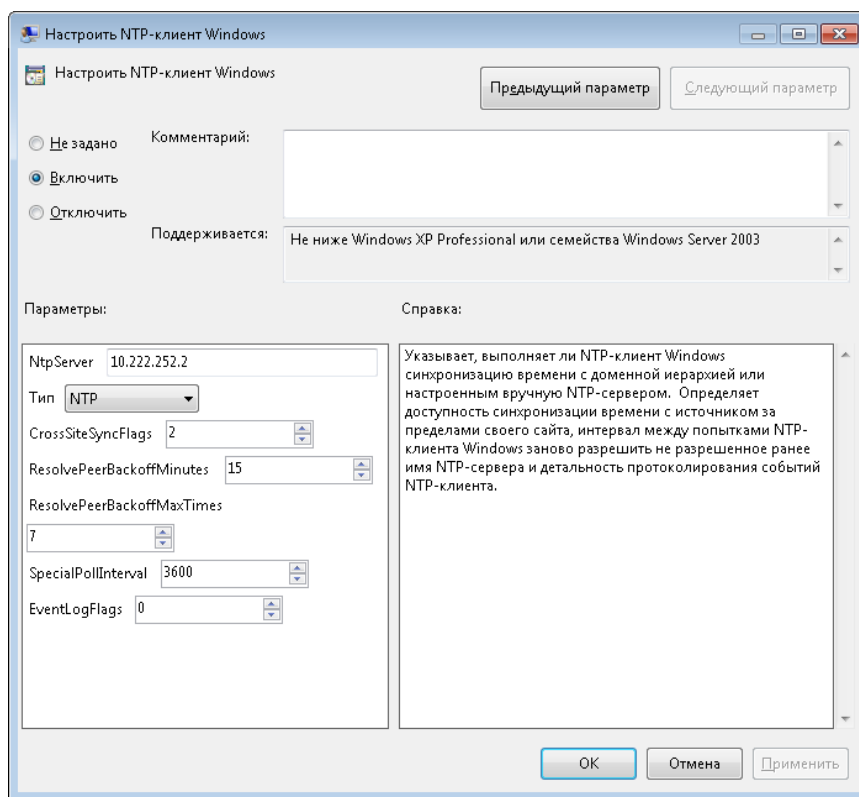 Настроить NTP-клиент Windows
Настроить NTP-клиент Windows
Предыдущий параметр
Следующий параметр
Не задано
Комментарий:
Включить
Отключить
Поддерживается:
Не ниже Windows XP Professional или семейства Windows Server 2003
Параметры:
Справка:
NtpServer 10.222.252.2
Тип NTP
CrossSiteSyncFlags 2
ResolvePeerBackoffMinutes 15
ResolvePeerBackoffMaxTimes
7
SpecialPollInterval 3600
EventLogFlags 0
Указывает, выполняет ли NTP-клиент Windows
синхронизацию времени с доменной иерархией или
настроенным вручную NTP-сервером. Определяет
доступность синхронизации времени с источником за
пределами своего сайта, интервал между попытками NTP-
клиента Windows заново разрешить не разрешенное ранее
имя NTP-сервера и детальность протоколирования событий
NTP-клиента.
ОК
Отмена
Применить